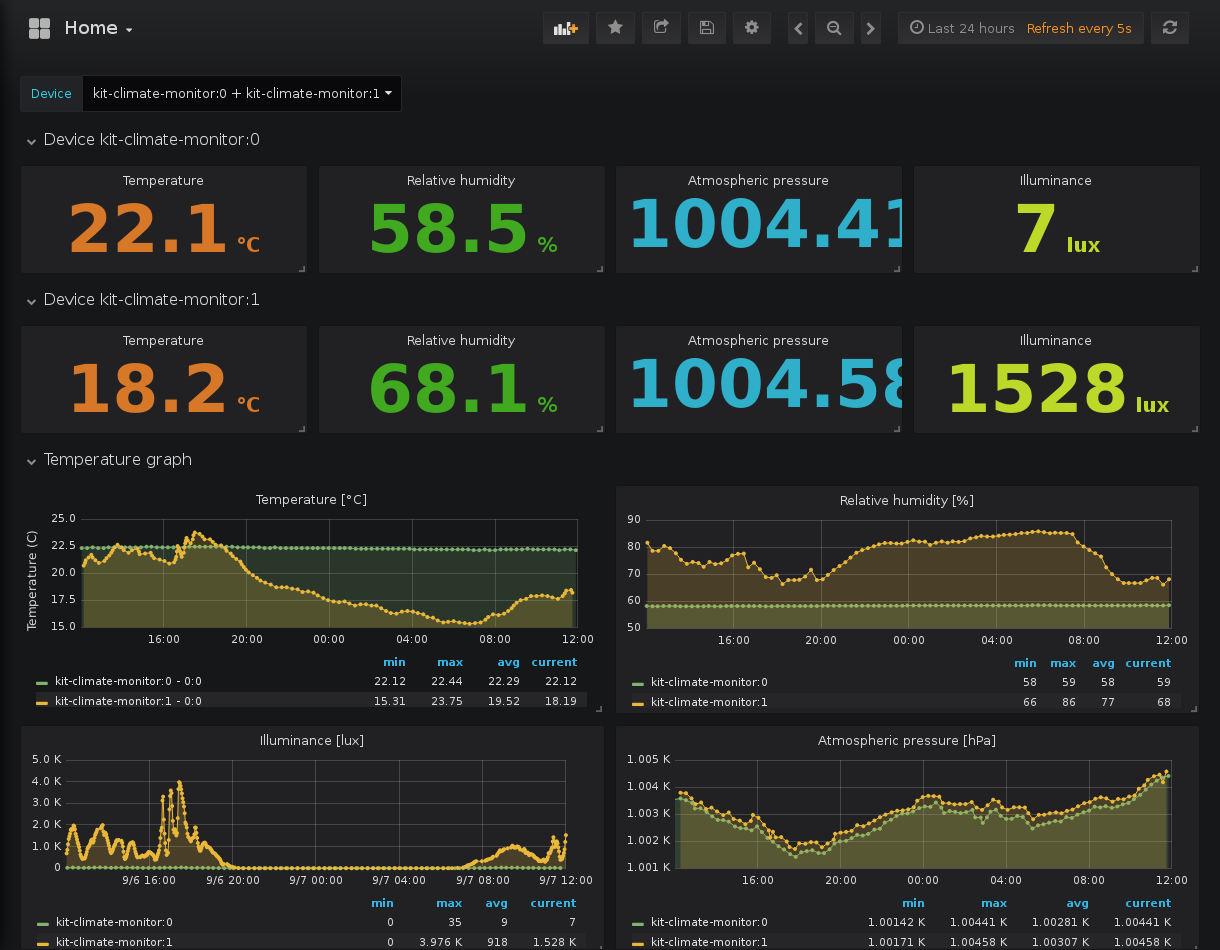 Home
Last 24 hours Refresh every 5s
Device kit-climate-monitor:0 + kit-climate-monitor:1
Device kit-climate-monitor:0
Temperature Relative humidity Atmospheric pressure Illuminance
22.1 °C 58.5 % 1004.41 7 lux
Device kit-climate-monitor:1
Temperature Relative humidity Atmospheric pressure Illuminance
18.2 °C 68.1 % 1004.58 1528 lux
Temperature graph
Temperature [°C]
Temperature (C)
25.0
22.5
20.0
17.5
15.0
16:00 20:00 00:00 04:00 08:00 12:00
min max avg current
kit-climate-monitor:0 - 0:0 22.12 22.44 22.29 22.12
kit-climate-monitor:1 - 0:0 15.31 23.75 19.52 18.19
Relative humidity [%]
90
80
70
60
50
16:00 20:00 00:00 04:00 08:00 12:00
min max avg current
kit-climate-monitor:0 58 59 58 59
kit-climate-monitor:1 66 86 77 68
Illuminance [lux]
5.0 K
4.0 K
3.0 K
2.0 K
1.0 K
0
9/6 16:00 9/6 20:00 9/7 00:00 9/7 04:00 9/7 08:00 9/7 12:00
min max avg current
kit-climate-monitor:0 0 35 9 7
kit-climate-monitor:1 0 3.976 K 918 1.528 K
Atmospheric pressure [hPa]
1.005 K
1.004 K
1.003 K
1.002 K
1.001 K
16:00 20:00 00:00 04:00 08:00 12:00
min max avg current
kit-climate-monitor:0 1.00142 K 1.00441 K 1.00281 K 1.00441 K
kit-climate-monitor:1 1.00171 K 1.00458 K 1.00307 K 1.00458 K